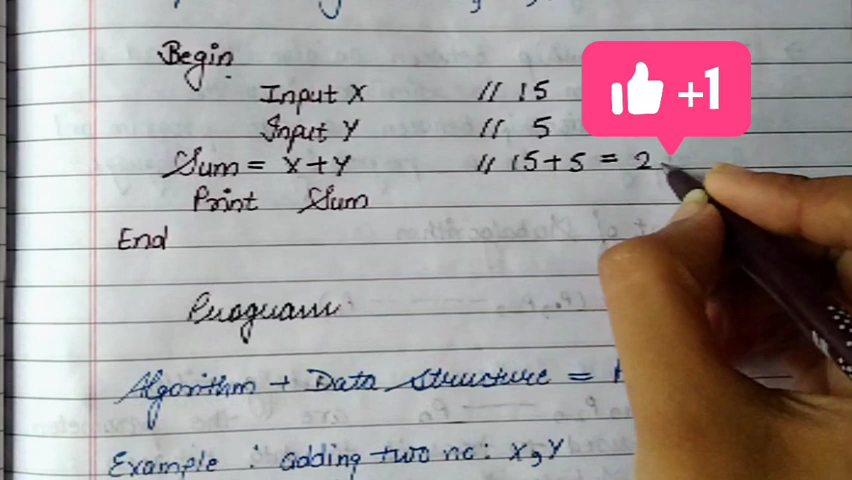 Begin
Input X // 15
Input Y // 5
Sum = X + Y // 15 + 5 = 2
Print Sum
End
Program
Algorithm + Data Structure =
Example : adding two no: X, Y
+1